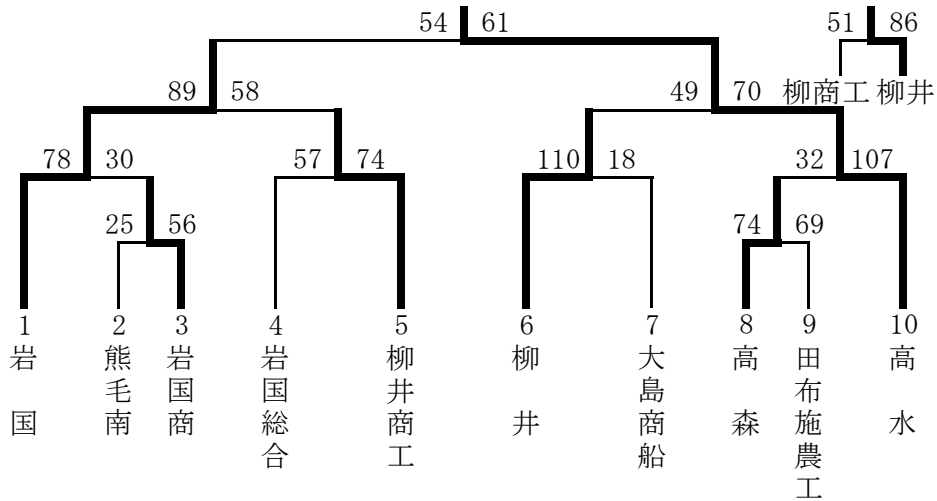 54 61
51 86
柳商工 柳井
89 58
49 70
78 30
57 74
110 18
32 107
25 56
74 69
1 2 3 4 5 6 7 8 9 10
岩国
熊毛南
岩国商
岩国総合
柳井商工
柳井
大島商船
高森
田布施農工
高水